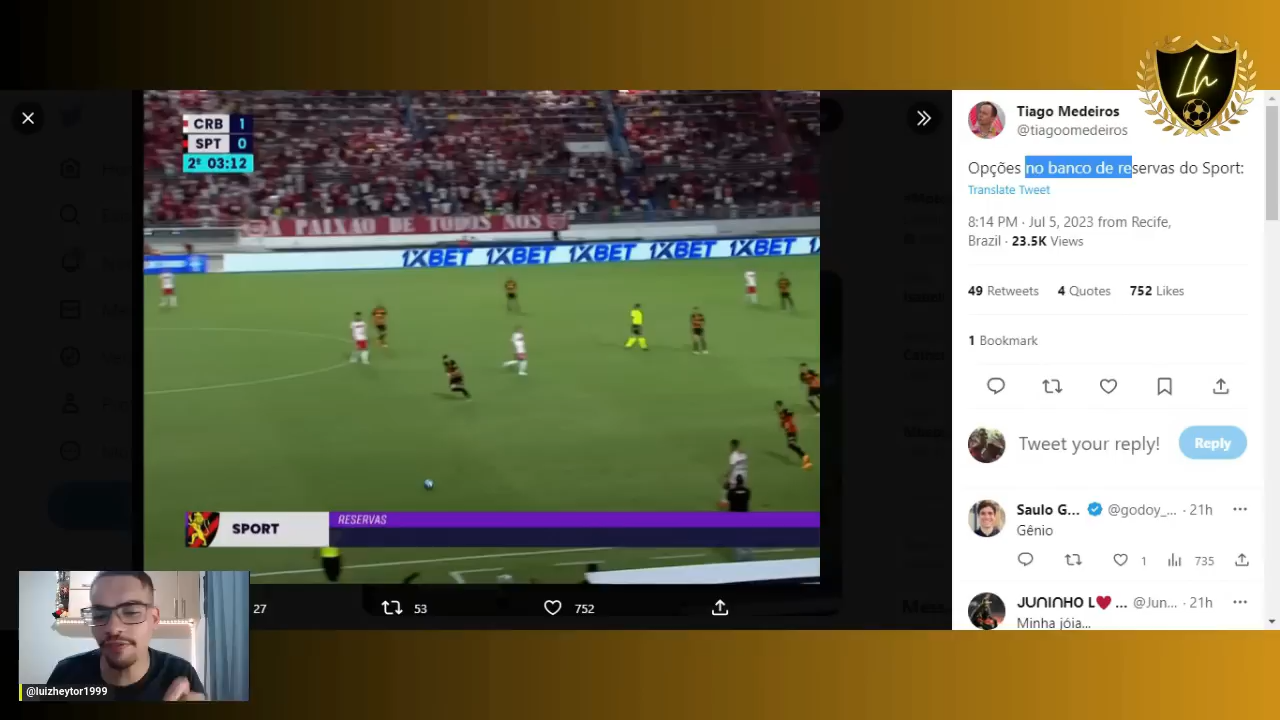 Lh
CRB 1
SPT 0
2º 03:12
A PAIXÃO DE TODOS NÓS
1XBET 1XBET 1XBET 1XBET 1XBET
SPORT
RESERVAS
27
53
752
@luizheytor1999
Tiago Medeiros
@tiagoomedeiros
Opções no banco de reservas do Sport:
Translate Tweet
8:14 PM · Jul 5, 2023 from Recife,
Brazil · 23.5K Views
49 Retweets 4 Quotes 752 Likes
1 Bookmark
Tweet your reply!
Reply
Saulo G... @godoy_... · 21h
Gênio
1 735
JUNINHO L❤️ ... @Jun... · 21h
Minha jóia...